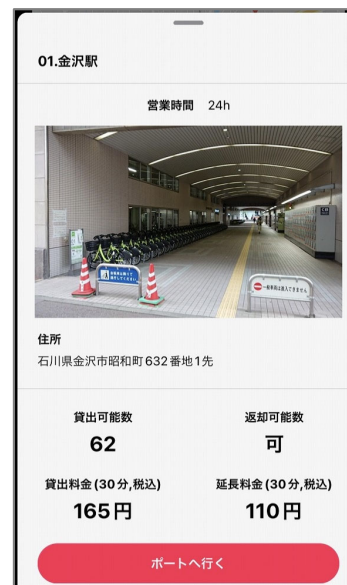 01.金沢駅
営業時間 24h
住所
石川県金沢市昭和町632番地1先
貸出可能数 返却可能数
62 可
貸出料金(30分,税込) 延長料金(30分,税込)
165円 110円
ポートへ行く